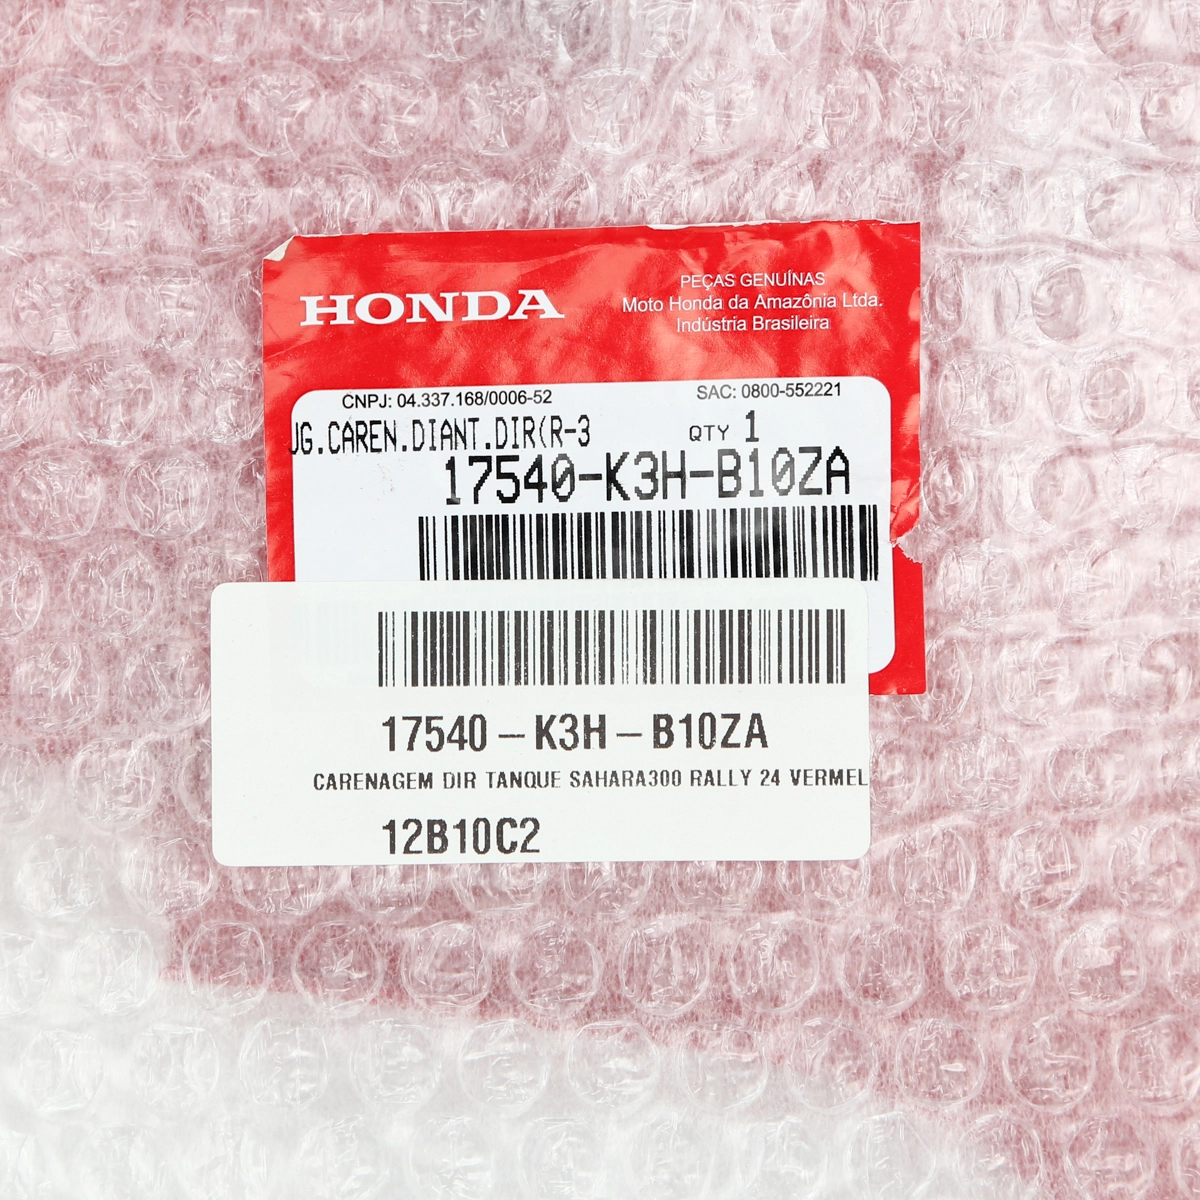 HONDA
PEÇAS GENUÍNAS
Moto Honda da Amazônia Ltda.
Indústria Brasileira
CNPJ: 04.337.168/0006-52
SAC: 0800-552221
JG.CAREN.DIANT.DIR(R-3
QTY 1
17540-K3H-B10ZA
17540-K3H-B10ZA
CARENAGEM DIR TANQUE SAHARA300 RALLY 24 VERMEL
12B10C2